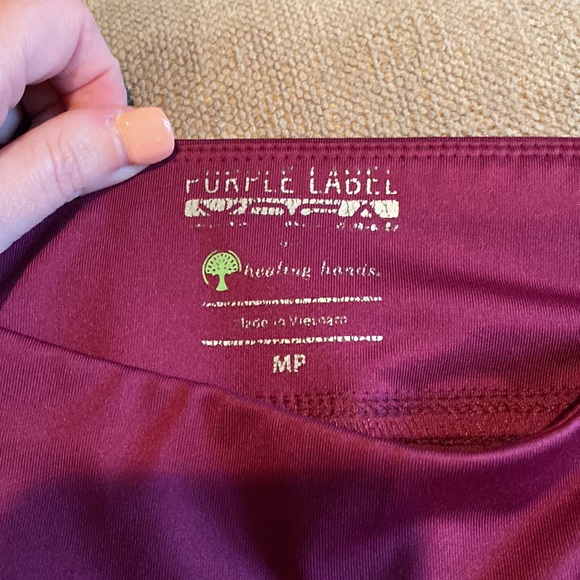 PURPLE LABEL
healing hands.
Made in Vietnam
MP